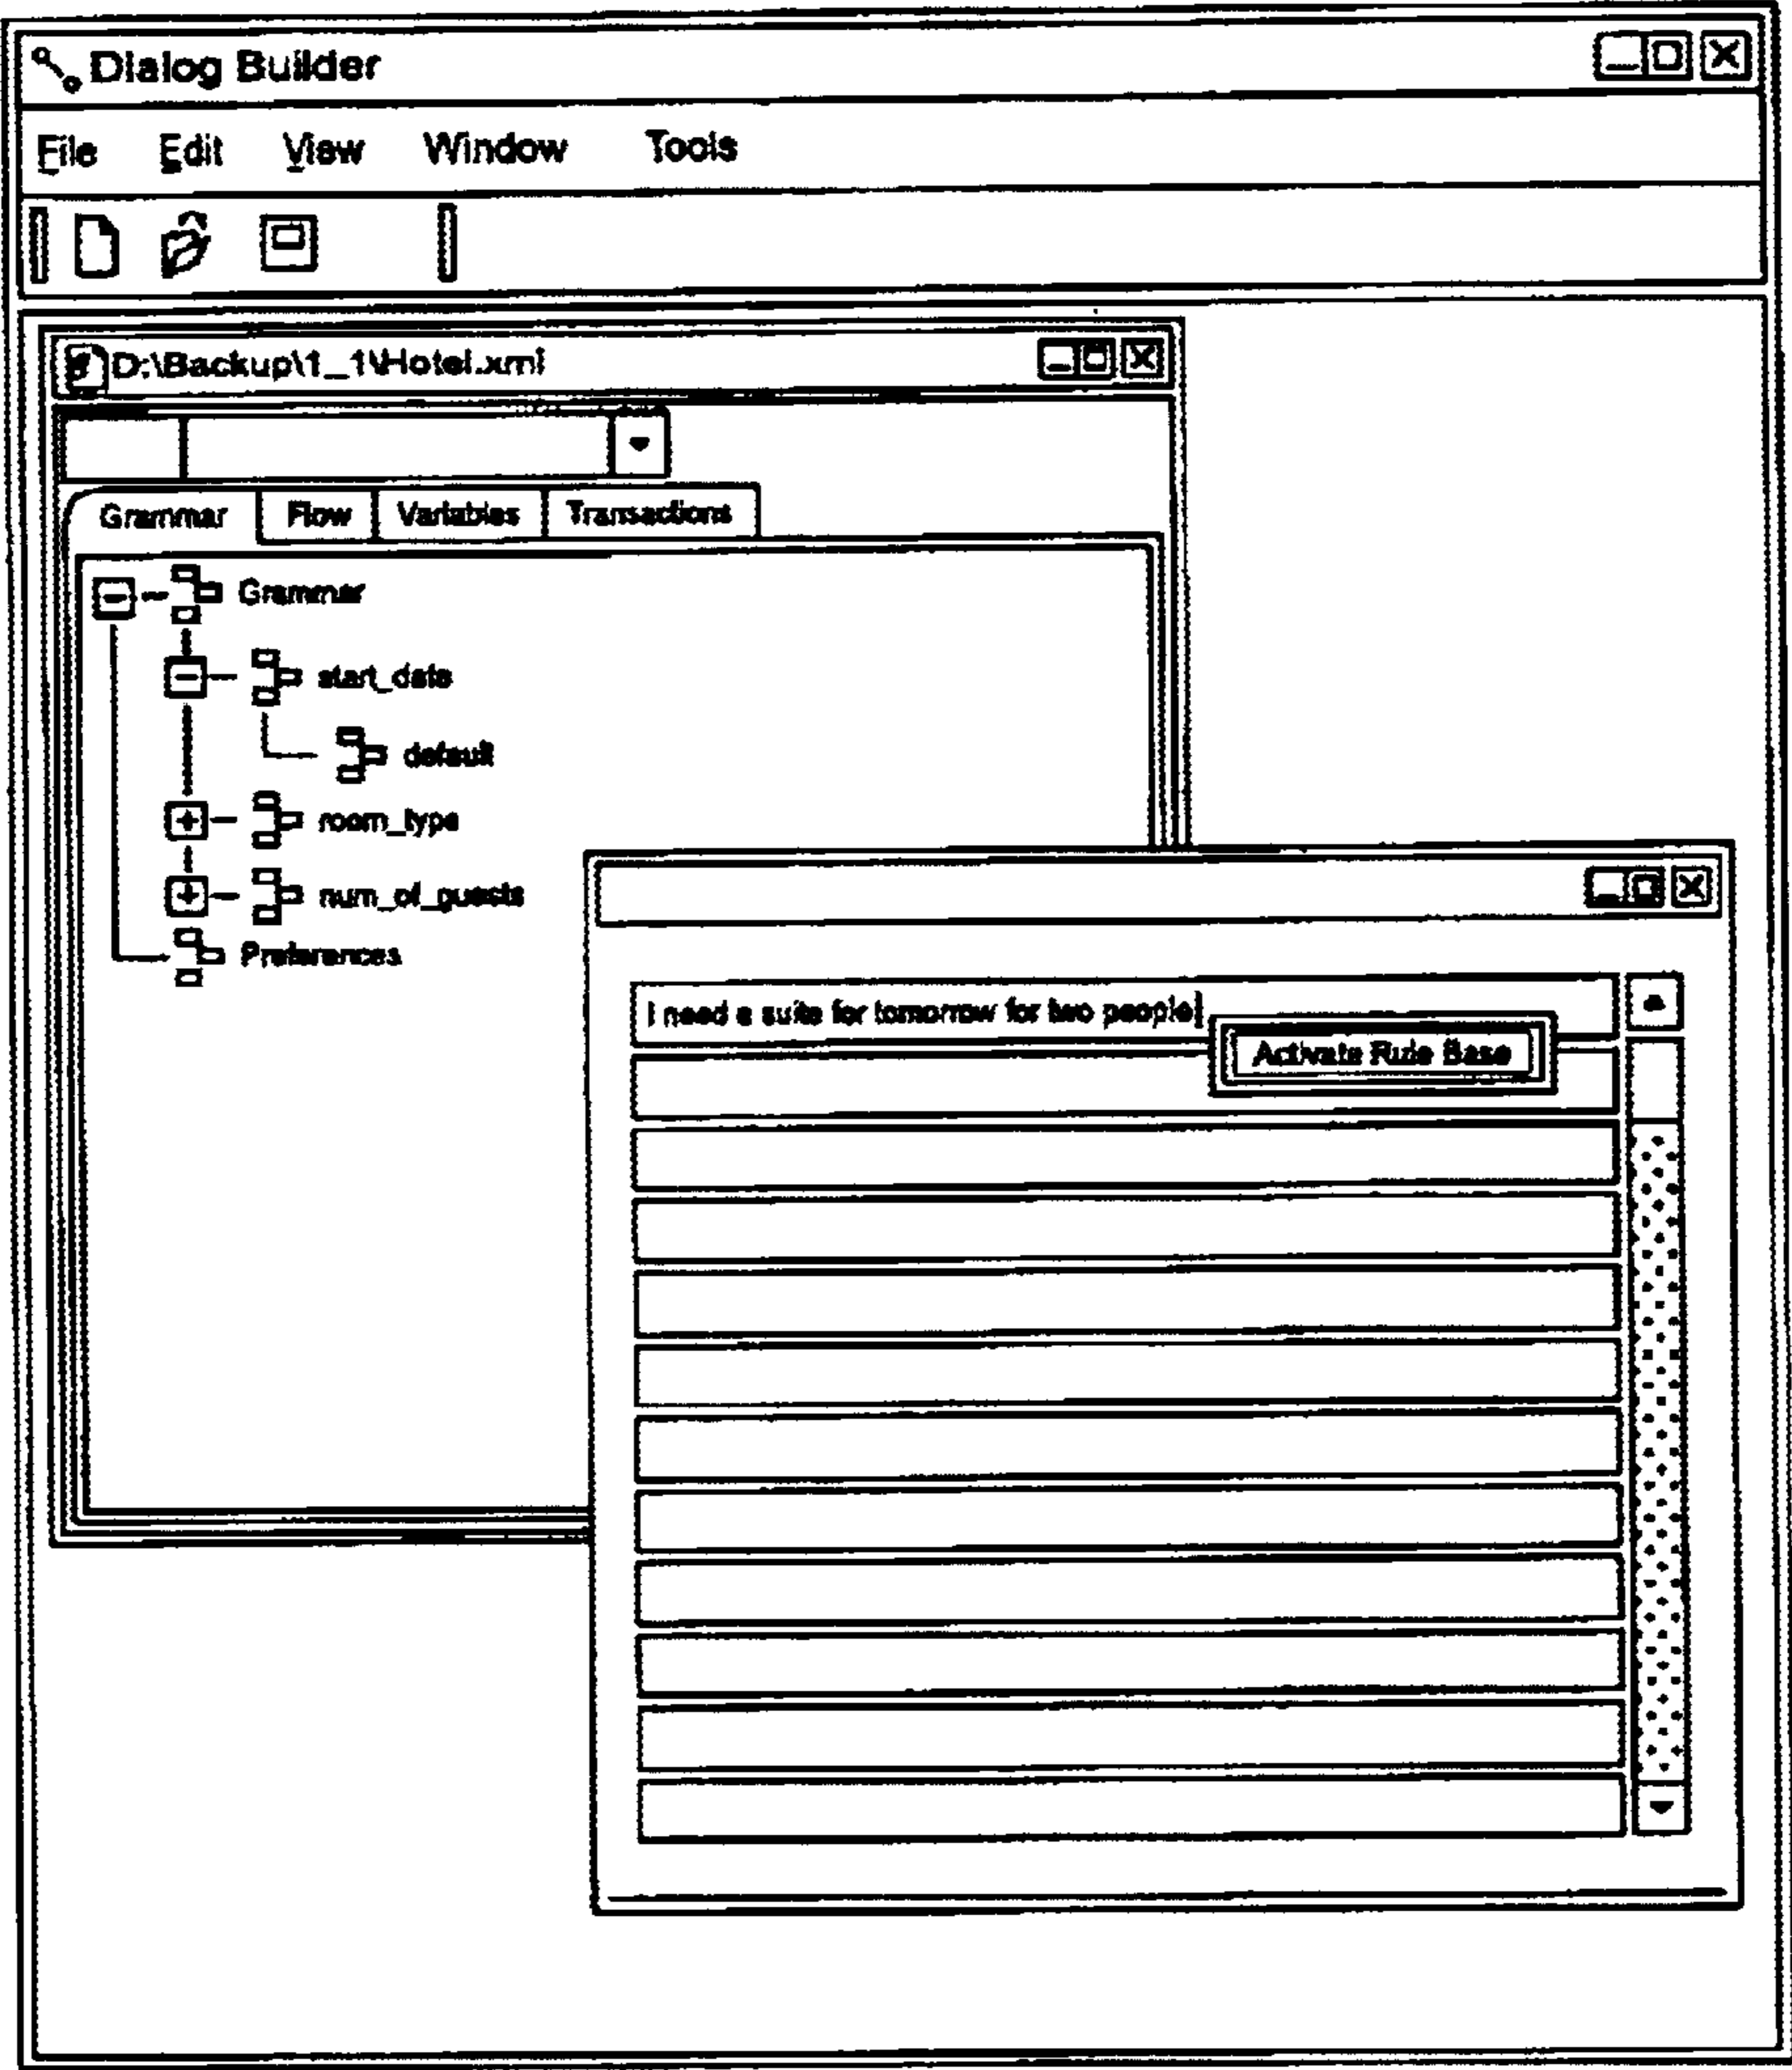 Dialog Builder
File Edit View Window Tools
D:\Backup\1_1\Hotel.xml
Grammar Flow Variables Transactions
Grammar
start_date
default
room_type
num_of_guests
Preferences
I need a suite for tomorrow for two people
Activate Rule Base